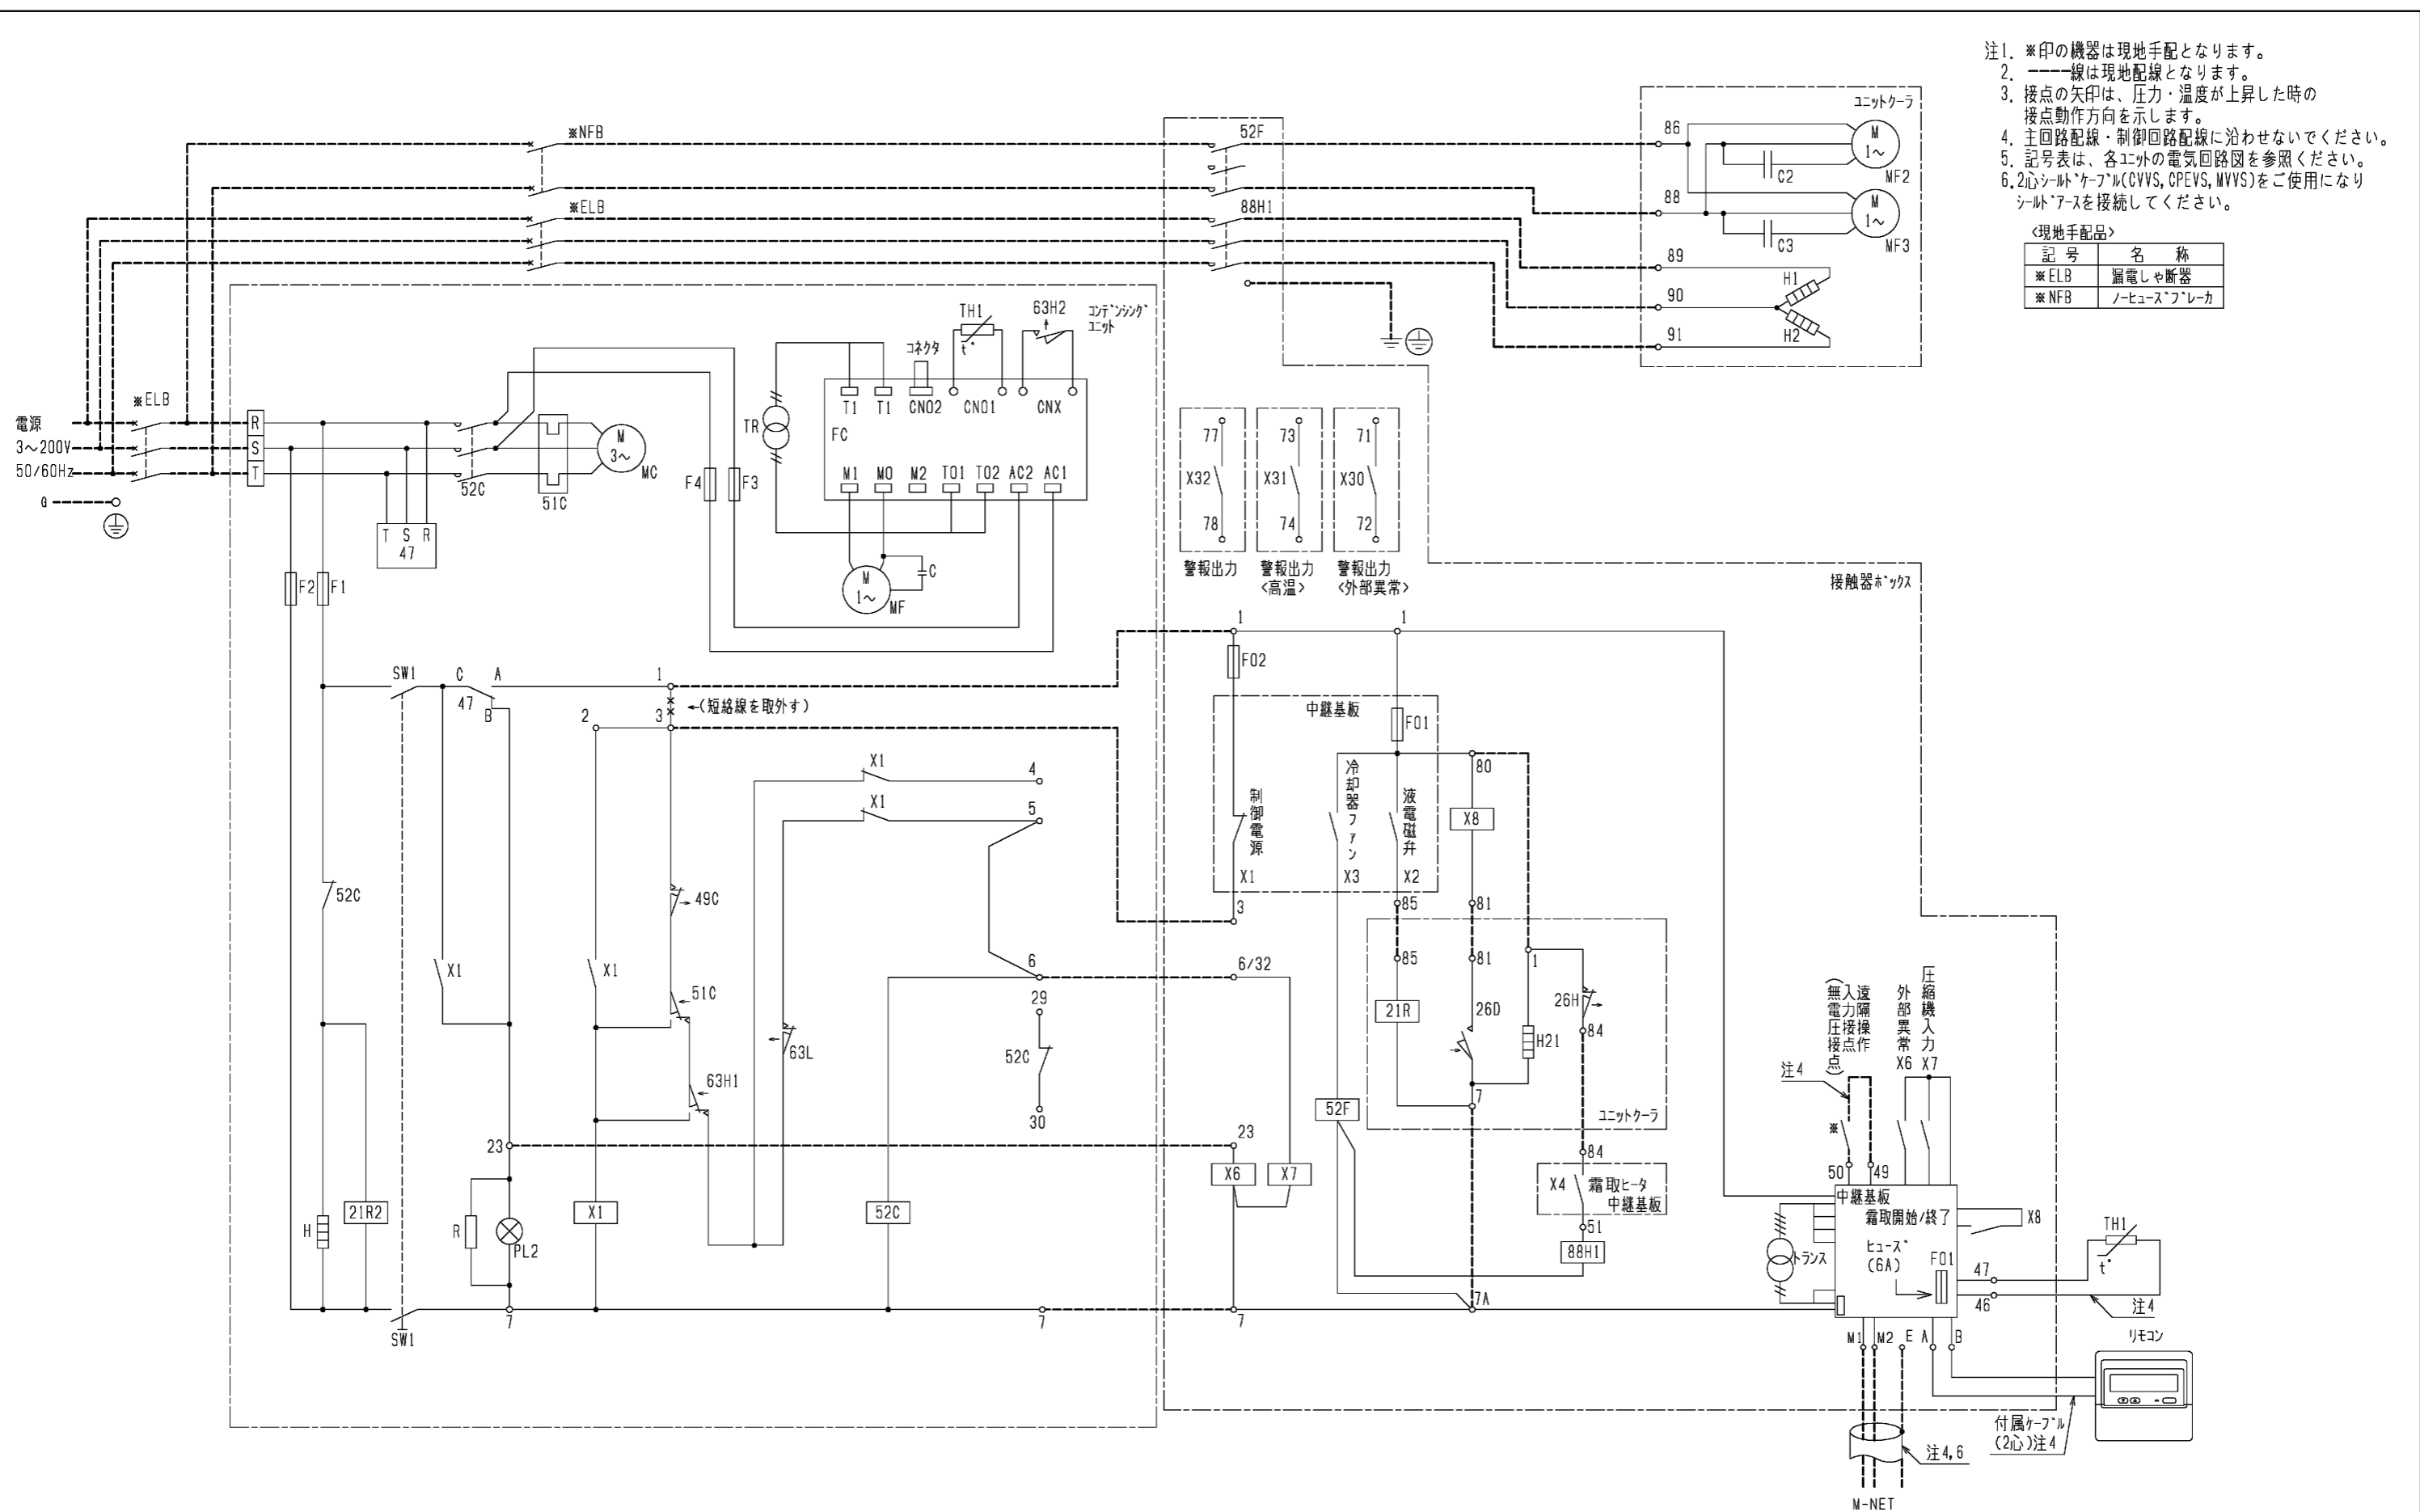 注1. ※印の機器は現地手配となります。
2. ----線は現地配線となります。
3. 接点の矢印は、圧力・温度が上昇した時の
接点動作方向を示します。
4. 主回路配線・制御回路配線に沿わせないでください。
5. 記号表は、各ﾕﾆｯﾄの電気回路図を参照ください。
6.2心ｼｰﾙﾄﾞｹｰﾌﾞﾙ(CVVS,CPEVS,MVVS)をご使用になり
ｼｰﾙﾄﾞｱｰｽを接続してください。
<現地手配品>
記 号 名 称
※ELB 漏電しゃ断器
※NFB ﾉｰﾋｭｰｽﾞﾌﾞﾚｰｶ
ﾕﾆｯﾄｸｰﾗ
86
M
1~
C2
MF2
88
M
1~
C3
MF3
89
H1
90
91
H2
※NFB
52F
※ELB
88H1
電源
3~200V
50/60Hz
G
※ELB
R
S
T
52C
51C
M
3~
MC
T S R
47
F2
F1
F4
F3
ｺﾝﾃﾞﾝｼﾝｸﾞ
ﾕﾆｯﾄ
TH1
t°
63H2
ｺﾈｸﾀ
TR
T1 T1 CN02 CN01 CNX
FC
M1 M0 M2 T01 T02 AC2 AC1
M
1~
MF
C
77
X32
78
警報出力
73
X31
74
警報出力
<高温>
71
X30
72
警報出力
<外部異常>
接触器ﾎﾞｯｸｽ
SW1
C A
47
B
1
←(短絡線を取外す)
2
3
X1
4
X1
5
52C
X1
X1
49C
51C
63H1
63L
6
29
52C
30
23
H
21R2
R
PL2
X1
52C
SW1
7
7
1
F02
1
中継基板
F01
制御電源
X1
冷却器ファン
X3
液電磁弁
X2
80
X8
3
85
81
85
81
1
6/32
21R
26D
H21
26H
84
7
ﾕﾆｯﾄｸｰﾗ
52F
23
X6
X7
84
X4
霜取ﾋｰﾀ
中継基板
51
88H1
7
7A
遠隔操作
入力接点
(無電圧接点)
外部異常
X6
圧縮機入力
X7
注4
※
50
49
中継基板
霜取開始/終了
X8
ﾋｭｰｽﾞ
(6A)
F01
ﾄﾗﾝｽ
47
46
TH1
t°
注4
M1 M2 E A B
ﾘﾓｺﾝ
付属ｹｰﾌﾞﾙ
(2心)注4
注4,6
M-NET